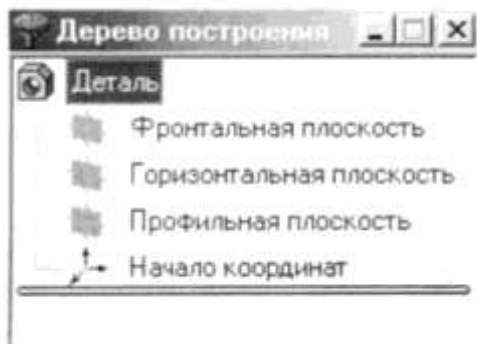 Дерево построения
Деталь
Фронтальная плоскость
Горизонтальная плоскость
Профильная плоскость
Начало координат